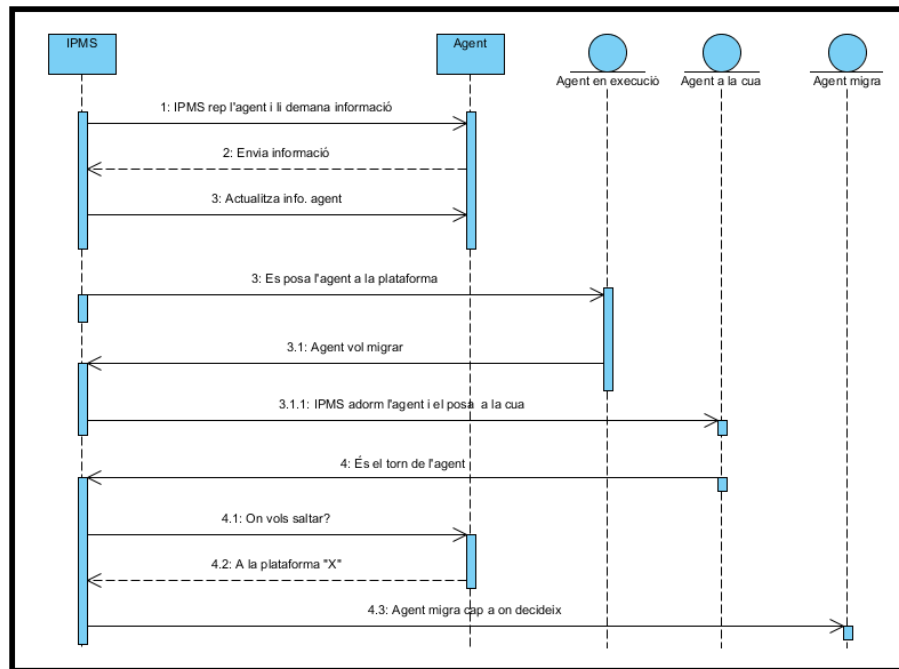 IPMS
Agent
Agent en execució
Agent a la cua
Agent migra
1: IPMS rep l'agent i li demana informació
2: Envia informació
3: Actualitza info. agent
3: Es posa l'agent a la plataforma
3.1: Agent vol migrar
3.1.1: IPMS adorm l'agent i el posa a la cua
4: És el torn de l'agent
4.1: On vols saltar?
4.2: A la plataforma "X"
4.3: Agent migra cap a on decideix